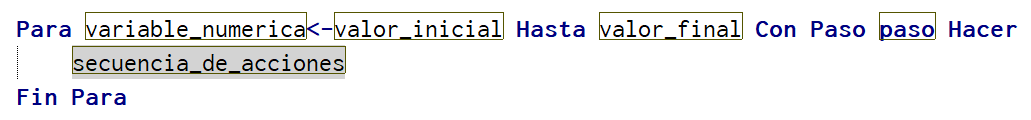 Para variable_numerica<-valor_inicial Hasta valor_final Con Paso paso Hacer
secuencia_de_acciones
Fin Para